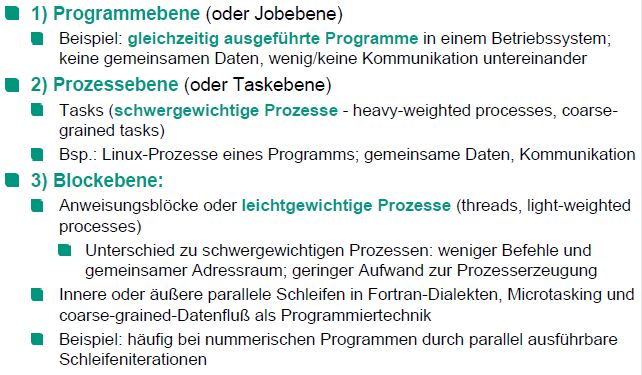 1) Programmebene (oder Jobebene)
Beispiel: gleichzeitig ausgeführte Programme in einem Betriebssystem;
keine gemeinsamen Daten, wenig/keine Kommunikation untereinander
2) Prozessebene (oder Taskebene)
Tasks (schwergewichtige Prozesse - heavy-weighted processes, coarse-
grained tasks)
Bsp.: Linux-Prozesse eines Programms; gemeinsame Daten, Kommunikation
3) Blockebene:
Anweisungsblöcke oder leichtgewichtige Prozesse (threads, light-weighted
processes)
Unterschied zu schwergewichtigen Prozessen: weniger Befehle und
gemeinsamer Adressraum; geringer Aufwand zur Prozesserzeugung
Innere oder äußere parallele Schleifen in Fortran-Dialekten, Microtasking und
coarse-grained-Datenfluß als Programmiertechnik
Beispiel: häufig bei nummerischen Programmen durch parallel ausführbare
Schleifeniterationen